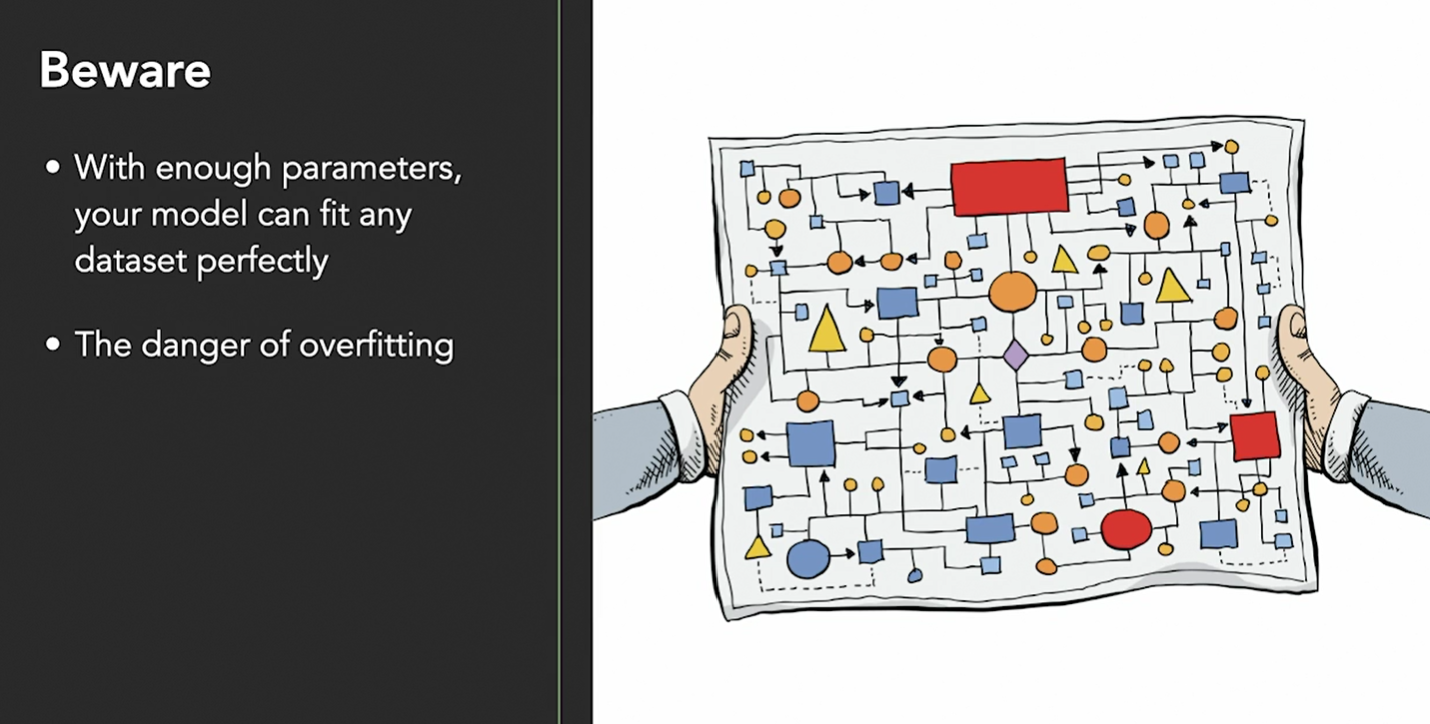 Beware
• With enough parameters,
your model can fit any
dataset perfectly
• The danger of overfitting